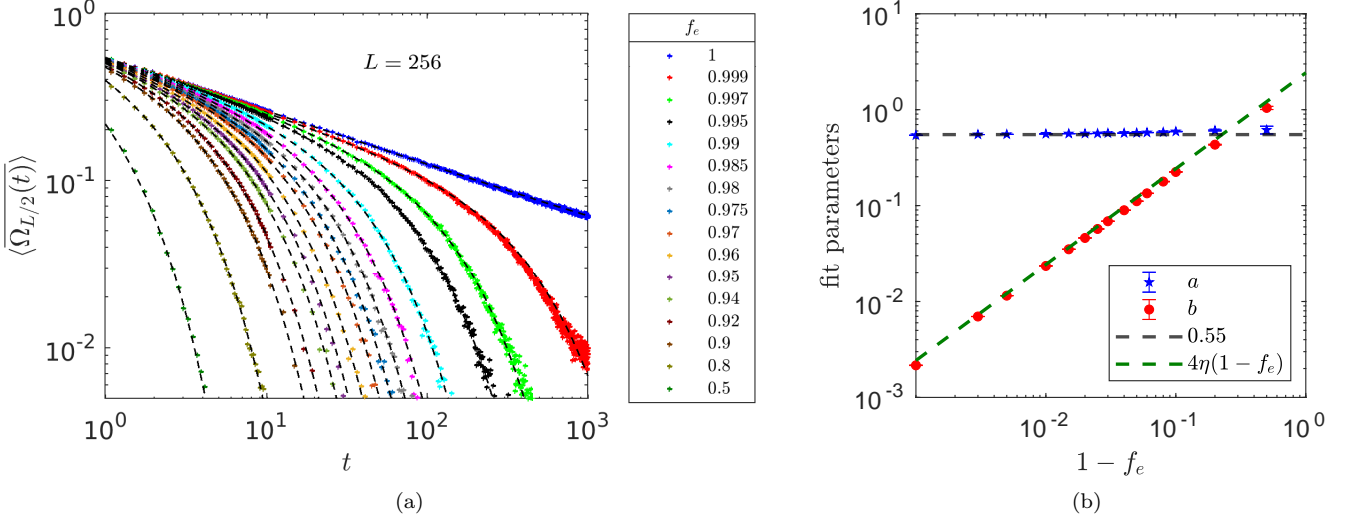 10^0
10^{-1}
10^{-2}
10^0 10^1 10^2 10^3
t
⟨\overline{Ω_{L/2}(t)}⟩
L = 256
f_e
1
0.999
0.997
0.995
0.99
0.985
0.98
0.975
0.97
0.96
0.95
0.94
0.92
0.9
0.8
0.5
(a)
10^1
10^0
10^{-1}
10^{-2}
10^{-3}
fit parameters
a
b
0.55
4η(1 − f_e)
10^{-2} 10^{-1} 10^0
1 − f_e
(b)